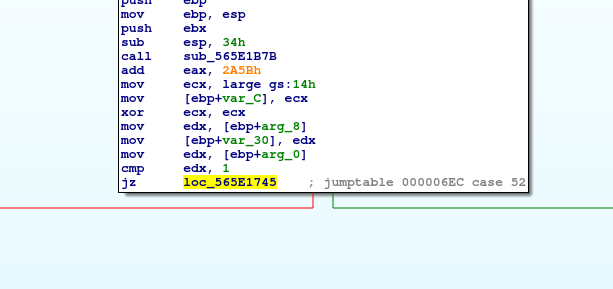 push ebp
mov ebp, esp
push ebx
sub esp, 34h
call sub_565E1B7B
add eax, 2A5Bh
mov ecx, large gs:14h
mov [ebp+var_C], ecx
xor ecx, ecx
mov edx, [ebp+arg_8]
mov [ebp+var_30], edx
mov edx, [ebp+arg_0]
cmp edx, 1
jz loc_565E1745 ; jumptable 000006EC case 52